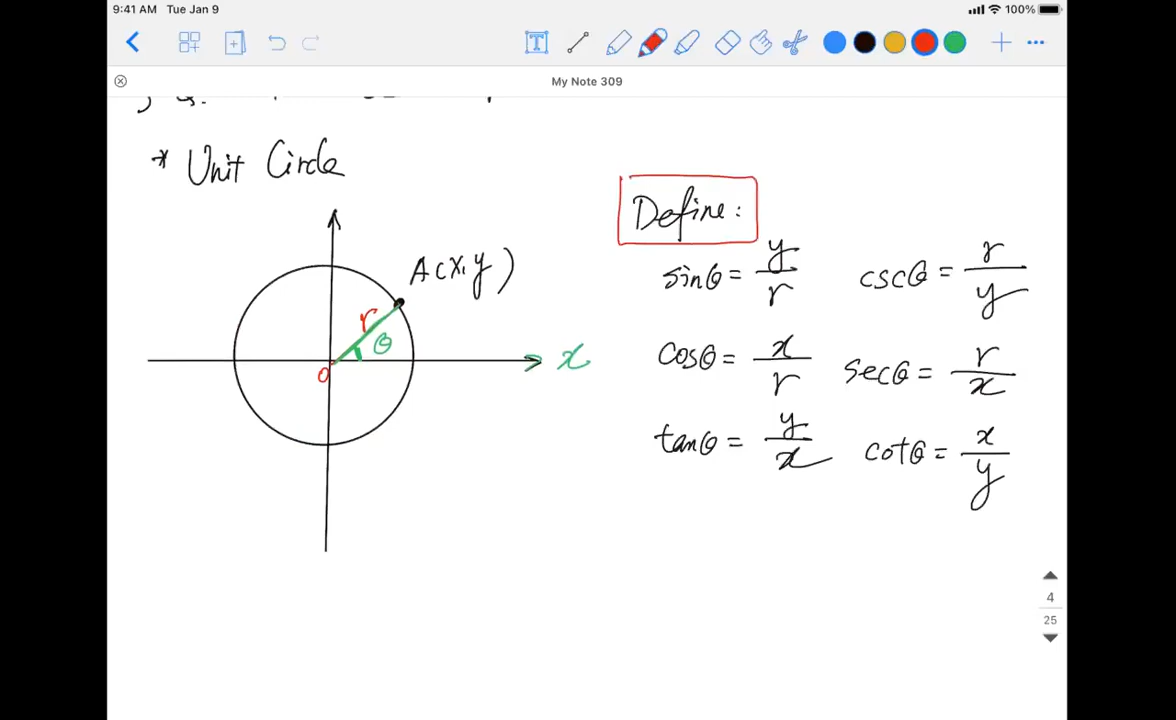 9:41 AM Tue Jan 9
100%
My Note 309
* Unit Circle
Define:
A(x,y)
sinθ = y/r
cscθ = r/y
r
θ
x
O
cosθ = x/r
secθ = r/x
tanθ = y/x
cotθ = x/y
4
25